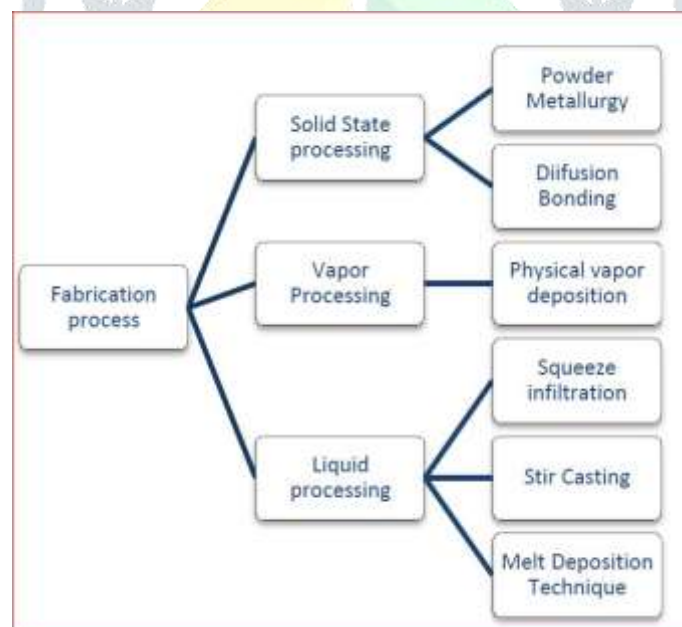 Fabrication
process
Solid State
processing
Powder
Metallurgy
Diifusion
Bonding
Vapor
Processing
Physical vapor
deposition
Liquid
processing
Squeeze
infiltration
Stir Casting
Melt Deposition
Technique